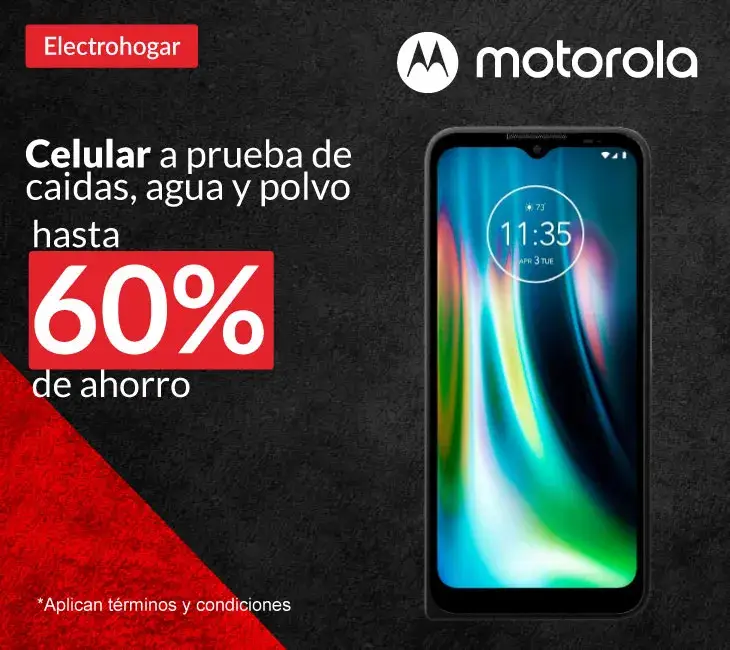 Electrohogar
motorola
Celular a prueba de
caidas, agua y polvo
hasta
60%
de ahorro
73°
11:35
APR 3 TUE
*Aplican términos y condiciones